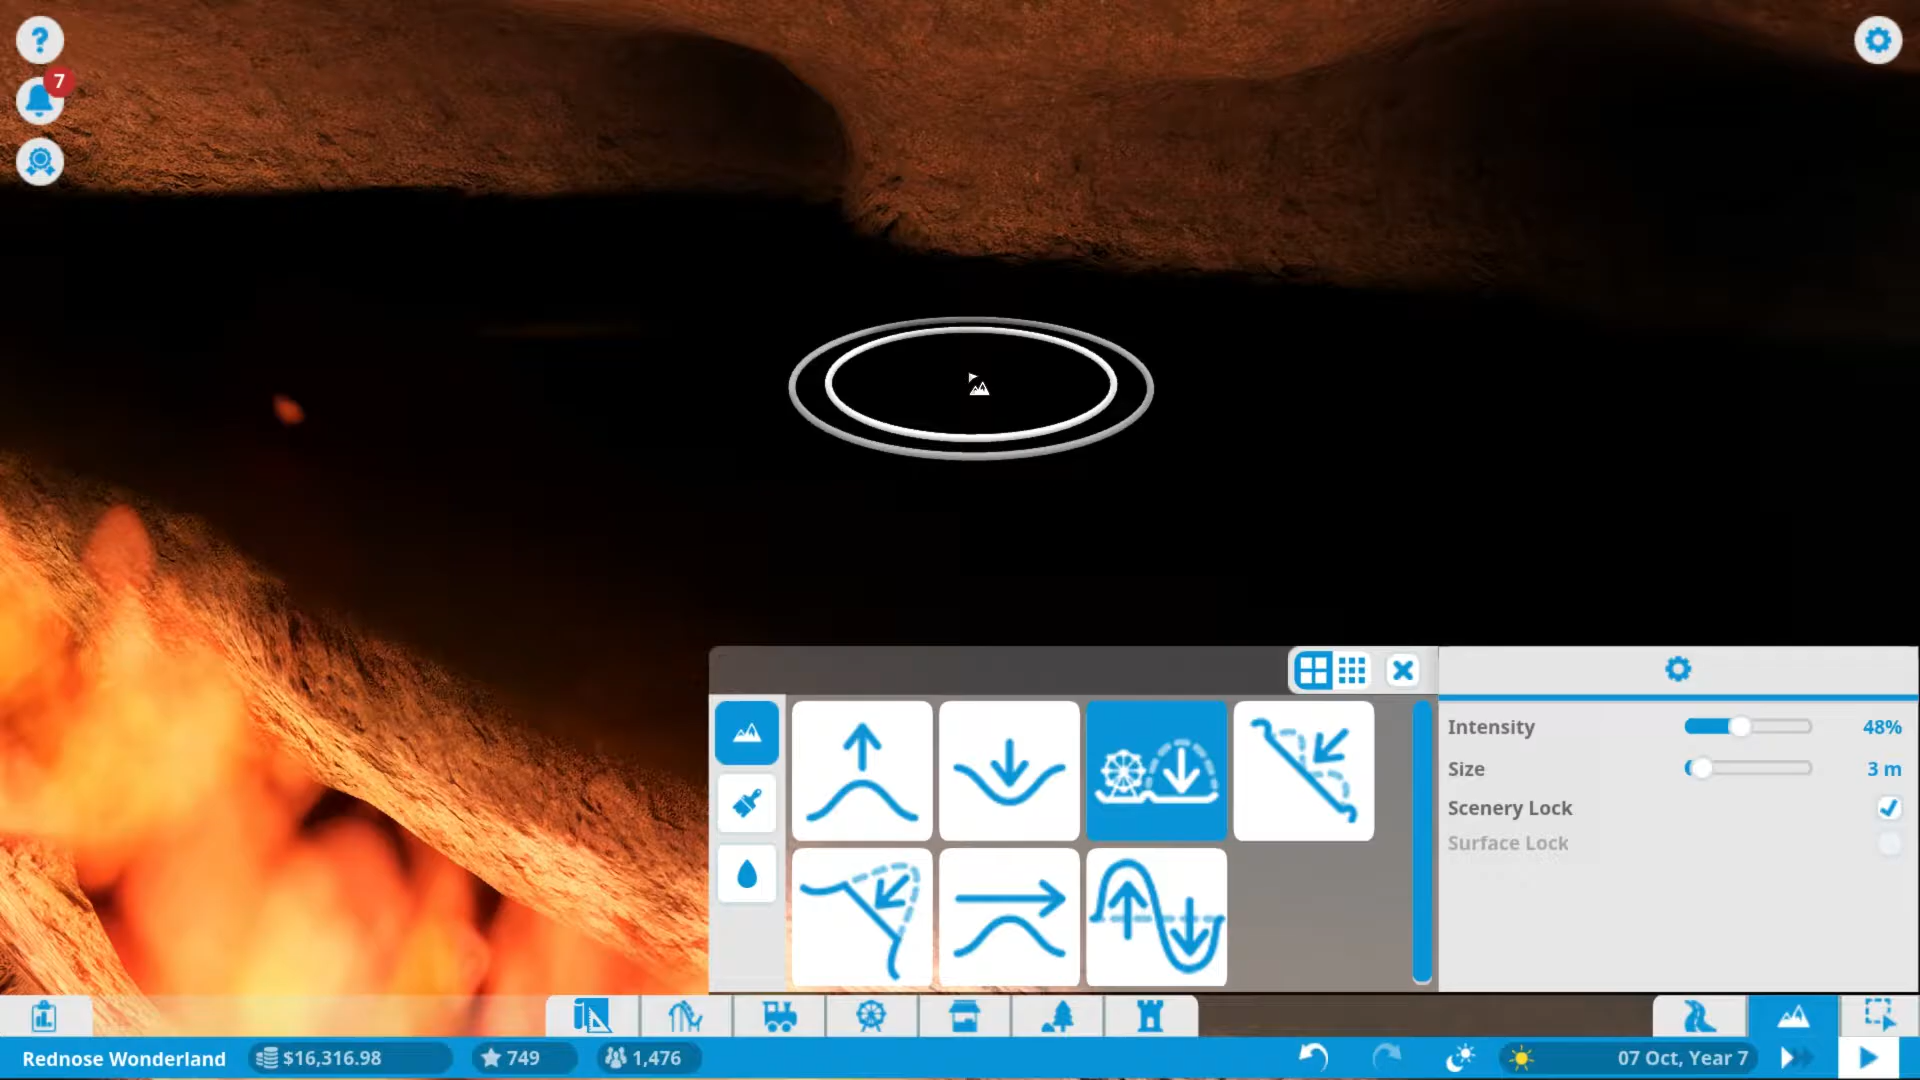 ?
7
Intensity 48%
Size 3 m
Scenery Lock
Surface Lock
Rednose Wonderland $16,316.98 749 1,476 07 Oct, Year 7